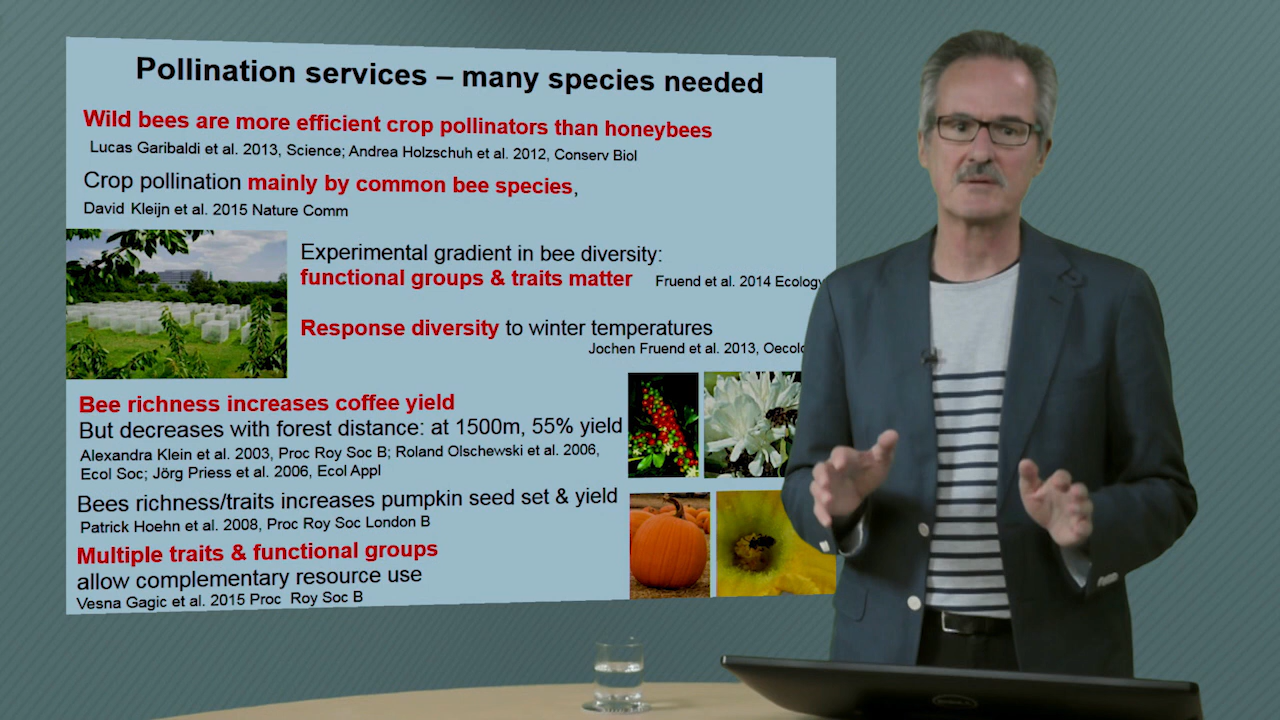 Pollination services – many species needed
Wild bees are more efficient crop pollinators than honeybees
Lucas Garibaldi et al. 2013, Science; Andrea Holzschuh et al. 2012, Conserv Biol
Crop pollination mainly by common bee species,
David Kleijn et al. 2015 Nature Comm
Experimental gradient in bee diversity:
functional groups & traits matter Fruend et al. 2014 Ecology
Response diversity to winter temperatures
Jochen Fruend et al. 2013,
Bee richness increases coffee yield
But decreases with forest distance: at 1500m, 55% yield
Alexandra Klein et al. 2003, Proc Roy Soc B; Roland Olschewski et al. 2006,
Ecol Soc; Jörg Priess et al. 2006, Ecol Appl
Bees richness/traits increases pumpkin seed set & yield
Patrick Hoehn et al. 2008, Proc Roy Soc London B
Multiple traits & functional groups
allow complementary resource use
Vesna Gagic et al. 2015 Proc Roy Soc B